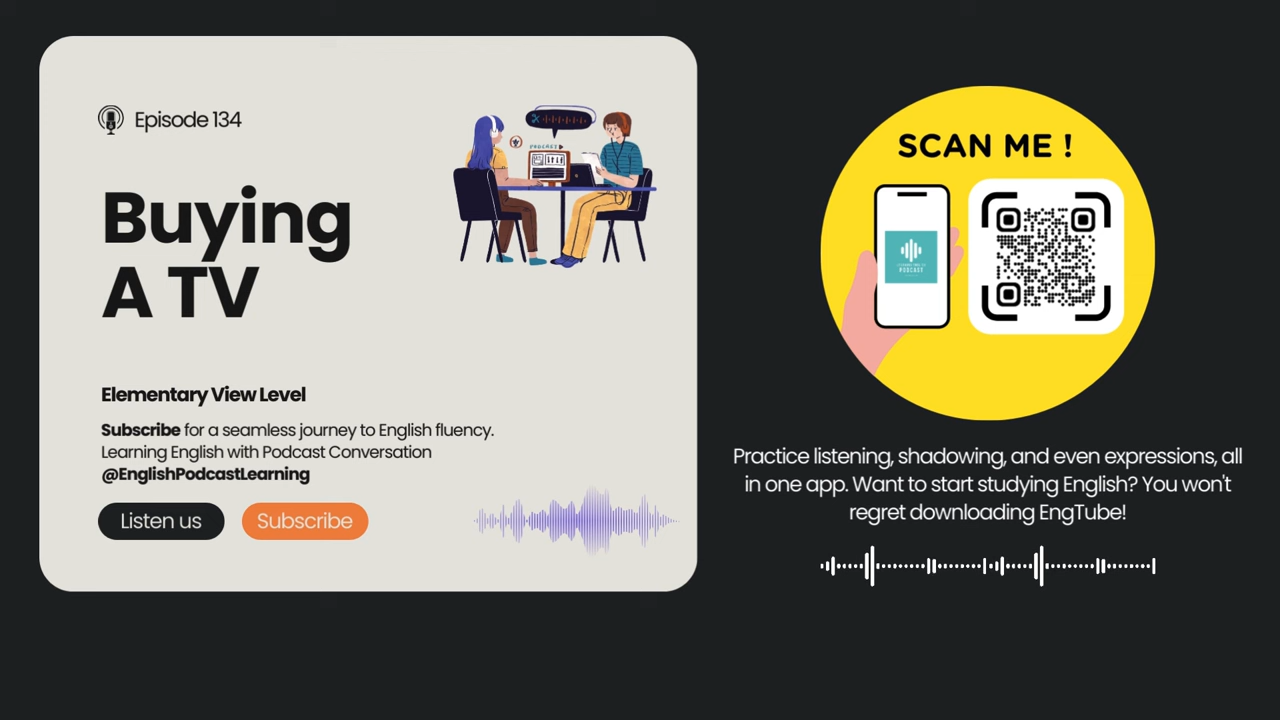 Episode 134
Buying
A TV
Elementary View Level
Subscribe for a seamless journey to English fluency.
Learning English with Podcast Conversation
@EnglishPodcastLearning
Listen us
Subscribe
PODCAST
SCAN ME !
PODCAST
Practice listening, shadowing, and even expressions, all
in one app. Want to start studying English? You won't
regret downloading EngTube!